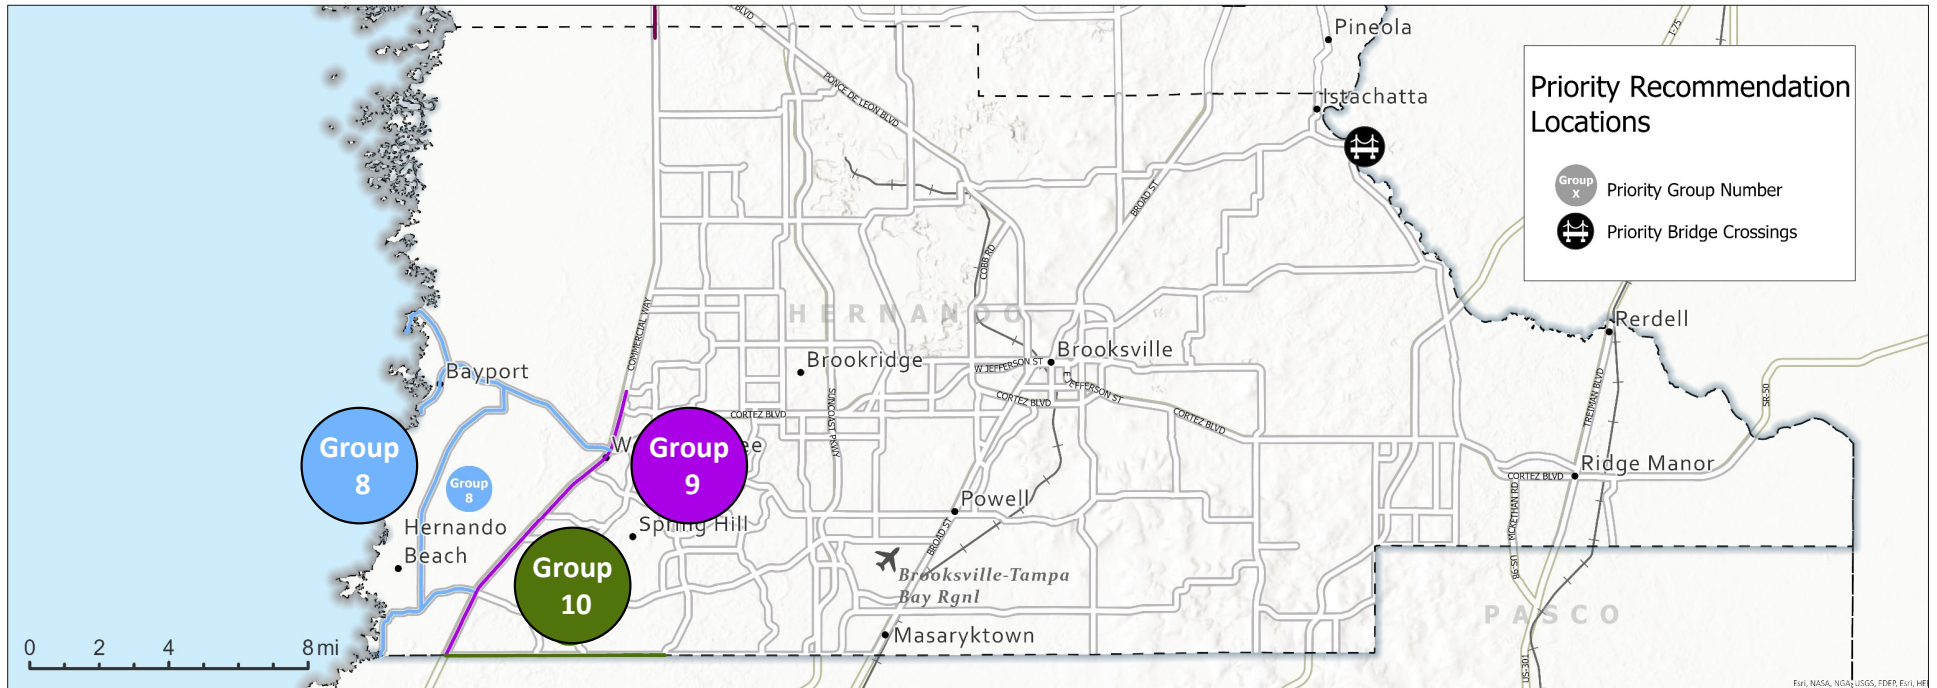 BLVD
Pineola
I-75
Priority Recommendation
Locations
PONCE DE LEON BLVD
Istachatta
Group
X
Priority Group Number
Priority Bridge Crossings
BROAD ST
COBB RD
COMMERCIAL WAY
HERNANDO
Rerdell
Brooksville
Brookridge
W JEFFERSON ST
Bayport
E JEFFERSON ST
TREIMAN BLVD
SR-50
SUNCOAST PKWY
CORTEZ BLVD
CORTEZ BLVD
CORTEZ BLVD
Group
8
W
ee
Group
9
Ridge Manor
CORTEZ BLVD
Group
8
Powell
MCKETHAN RD
Hernando
Beach
Spring Hill
BROAD ST
Group
10
Brooksville-Tampa
Bay Rgnl
US-98
PASCO
Masaryktown
0 2 4 8 mi
US-301
Esri, NASA, NGA, USGS, FDEP, Esri, HE